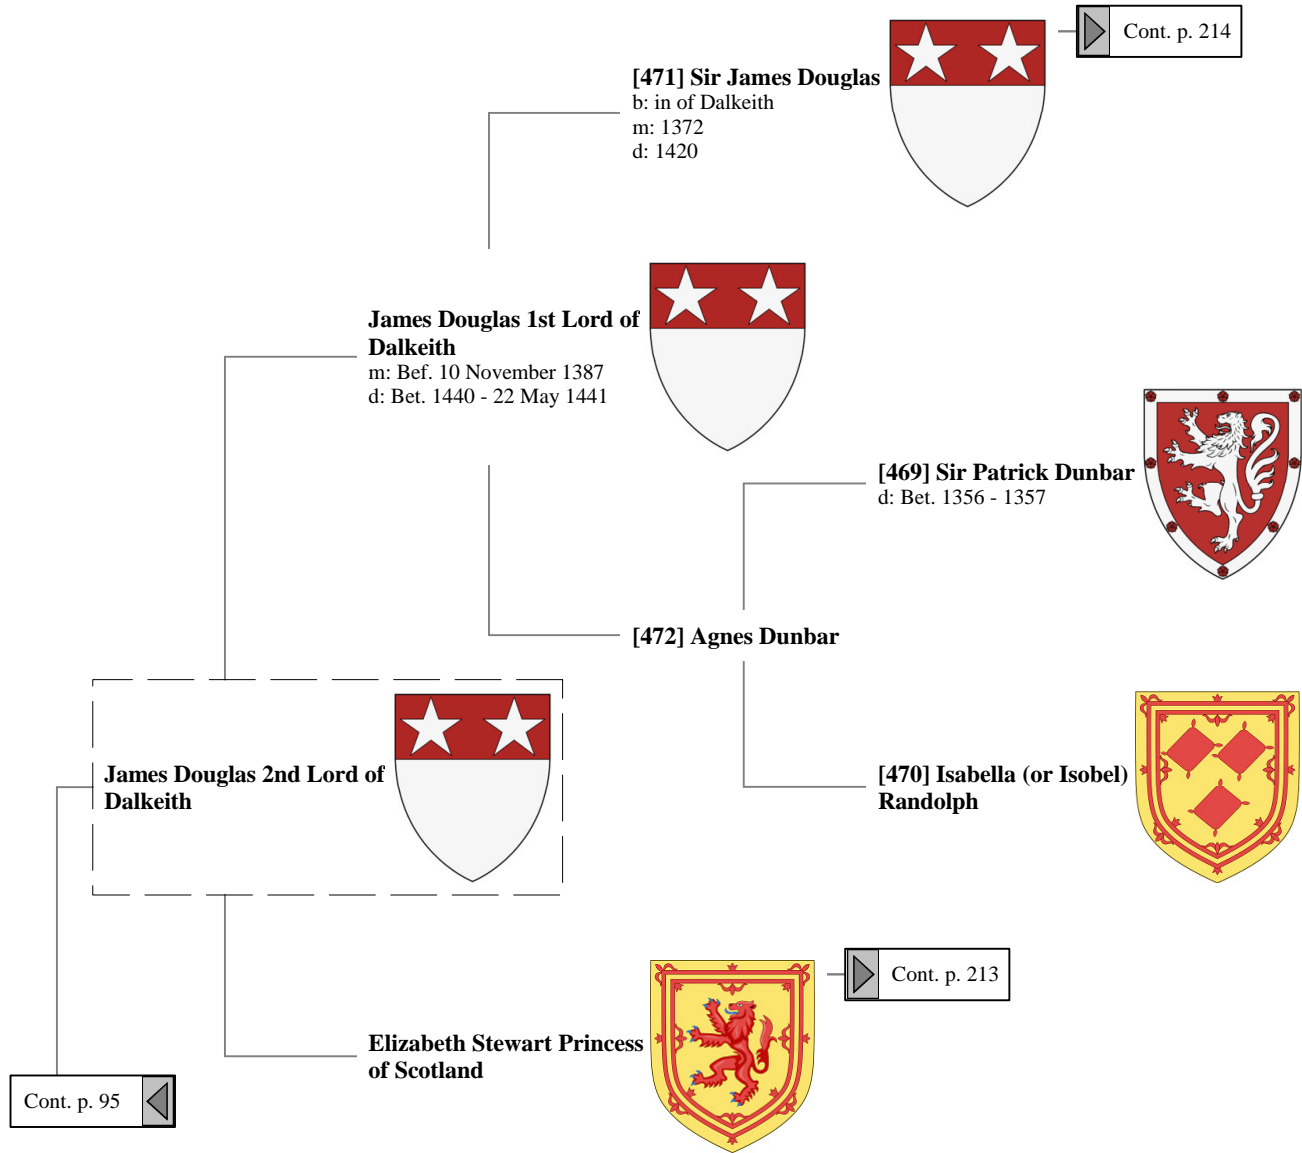 Cont. p. 214
[471] Sir James Douglas
b: in of Dalkeith
m: 1372
d: 1420
James Douglas 1st Lord of
Dalkeith
m: Bef. 10 November 1387
d: Bet. 1440 - 22 May 1441
[469] Sir Patrick Dunbar
d: Bet. 1356 - 1357
[472] Agnes Dunbar
James Douglas 2nd Lord of
Dalkeith
[470] Isabella (or Isobel)
Randolph
Cont. p. 213
Elizabeth Stewart Princess
of Scotland
Cont. p. 95